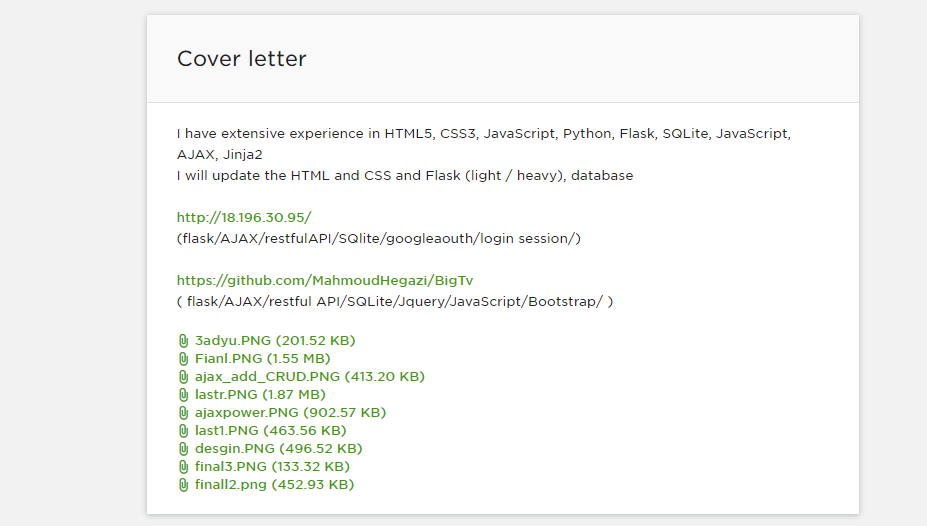 Cover letter
I have extensive experience in HTML5, CSS3, JavaScript, Python, Flask, SQLite, JavaScript,
AJAX, Jinja2
I will update the HTML and CSS and Flask (light / heavy), database
http://18.196.30.95/
(flask/AJAX/restfulAPI/SQlite/googleaouth/login session/)
https://github.com/MahmoudHegazi/BigTv
( flask/AJAX/restful API/SQLite/Jquery/JavaScript/Bootstrap/ )
3adyu.PNG (201.52 KB)
Fianl.PNG (1.55 MB)
ajax_add_CRUD.PNG (413.20 KB)
lastr.PNG (1.87 MB)
ajaxpower.PNG (902.57 KB)
last1.PNG (463.56 KB)
desgin.PNG (496.52 KB)
final3.PNG (133.32 KB)
finall2.png (452.93 KB)